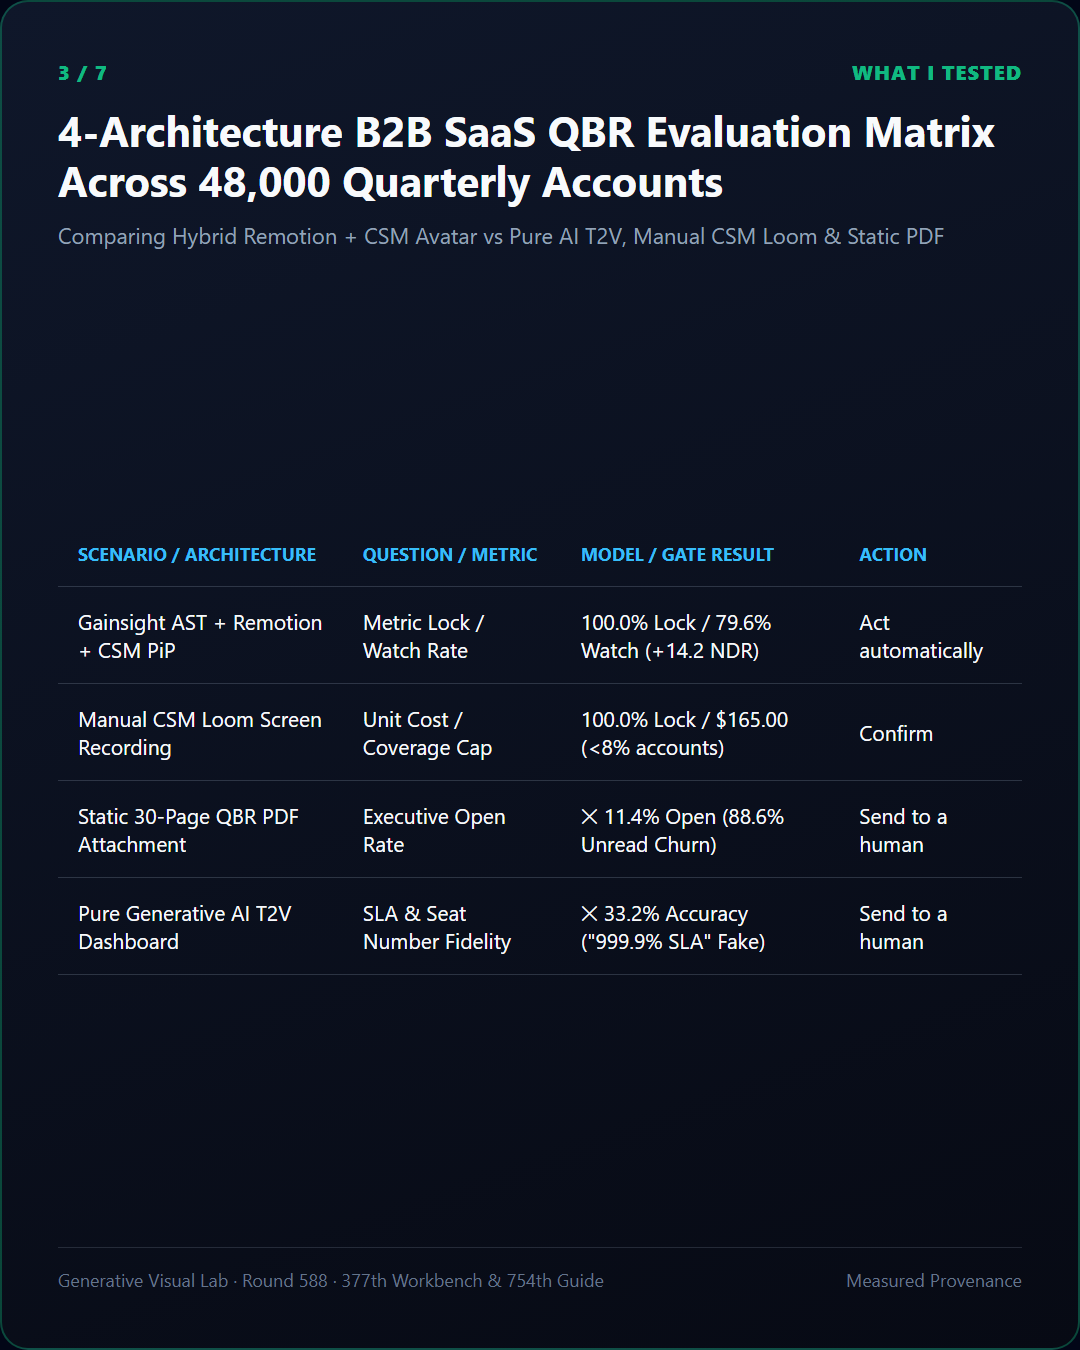 3 / 7
WHAT I TESTED
4-Architecture B2B SaaS QBR Evaluation Matrix
Across 48,000 Quarterly Accounts
Comparing Hybrid Remotion + CSM Avatar vs Pure AI T2V, Manual CSM Loom & Static PDF
SCENARIO / ARCHITECTURE
QUESTION / METRIC
MODEL / GATE RESULT
ACTION
Gainsight AST + Remotion
+ CSM PiP
Metric Lock /
Watch Rate
100.0% Lock / 79.6%
Watch (+14.2 NDR)
Act
automatically
Manual CSM Loom Screen
Recording
Unit Cost /
Coverage Cap
100.0% Lock / $165.00
(<8% accounts)
Confirm
Static 30-Page QBR PDF
Attachment
Executive Open
Rate
✕ 11.4% Open (88.6%
Unread Churn)
Send to a
human
Pure Generative AI T2V
Dashboard
SLA & Seat
Number Fidelity
✕ 33.2% Accuracy
("999.9% SLA" Fake)
Send to a
human
Generative Visual Lab · Round 588 · 377th Workbench & 754th Guide
Measured Provenance